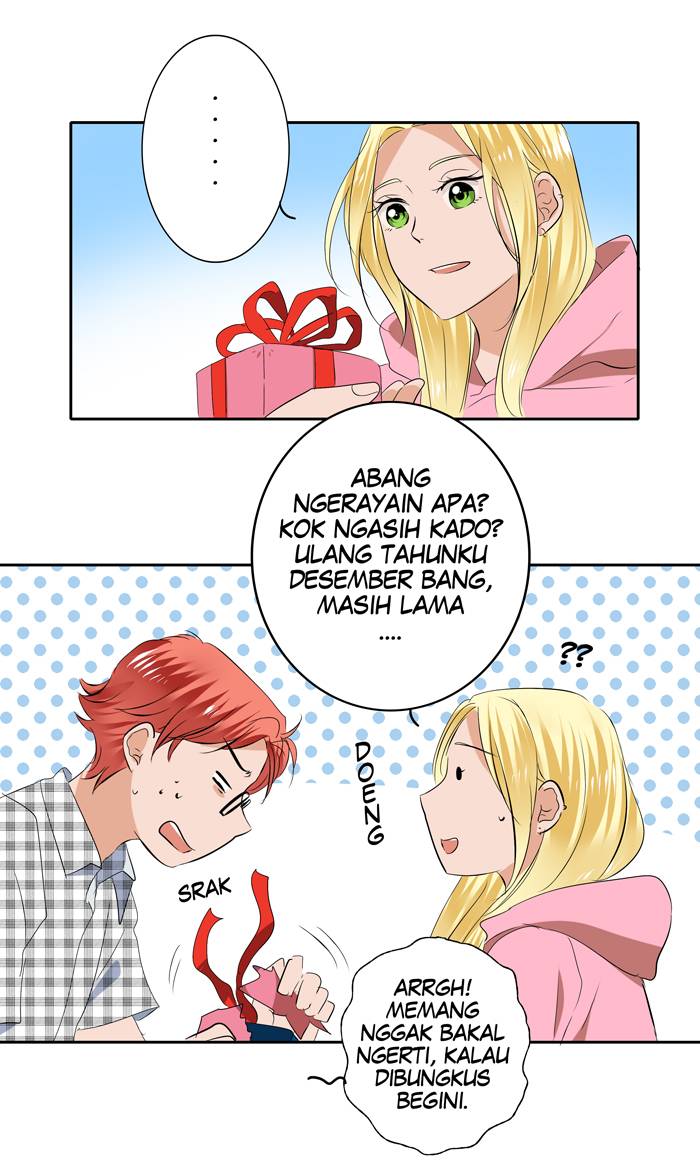 .....
ABANG
NGERAYAIN APA?
KOK NGASIH KADO?
ULANG TAHUNKU
DESEMBER BANG,
MASIH LAMA
....
??
DOENG
SRAK
ARRGH!
MEMANG
NGGAK BAKAL
NGERTI, KALAU
DIBUNGKUS
BEGINI.